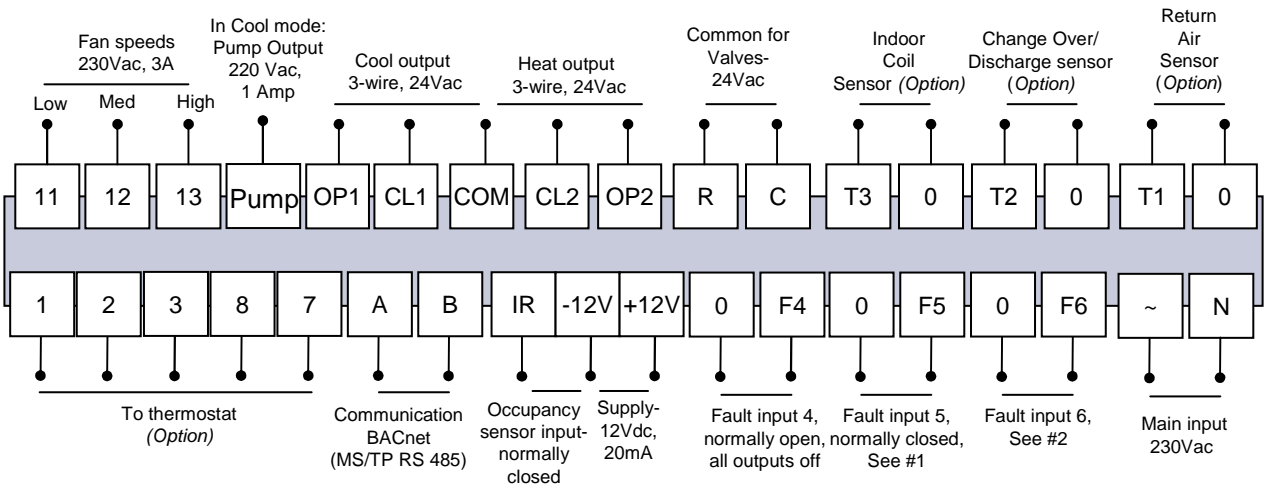 Fan speeds
230Vac, 3A
Low Med High
In Cool mode:
Pump Output
220 Vac,
1 Amp
Cool output
3-wire, 24Vac
Heat output
3-wire, 24Vac
Common for
Valves-
24Vac
Indoor
Coil
Sensor (Option)
Change Over/
Discharge sensor
(Option)
Return
Air
Sensor
(Option)
11 12 13 Pump OP1 CL1 COM CL2 OP2 R C T3 0 T2 0 T1 0
1 2 3 8 7 A B IR -12V +12V 0 F4 0 F5 0 F6 ~ N
To thermostat
(Option)
Communication
BACnet
(MS/TP RS 485)
Occupancy
sensor input-
normally
closed
Supply-
12Vdc,
20mA
Fault input 4,
normally open,
all outputs off
Fault input 5,
normally closed,
See #1
Fault input 6,
See #2
Main input
230Vac